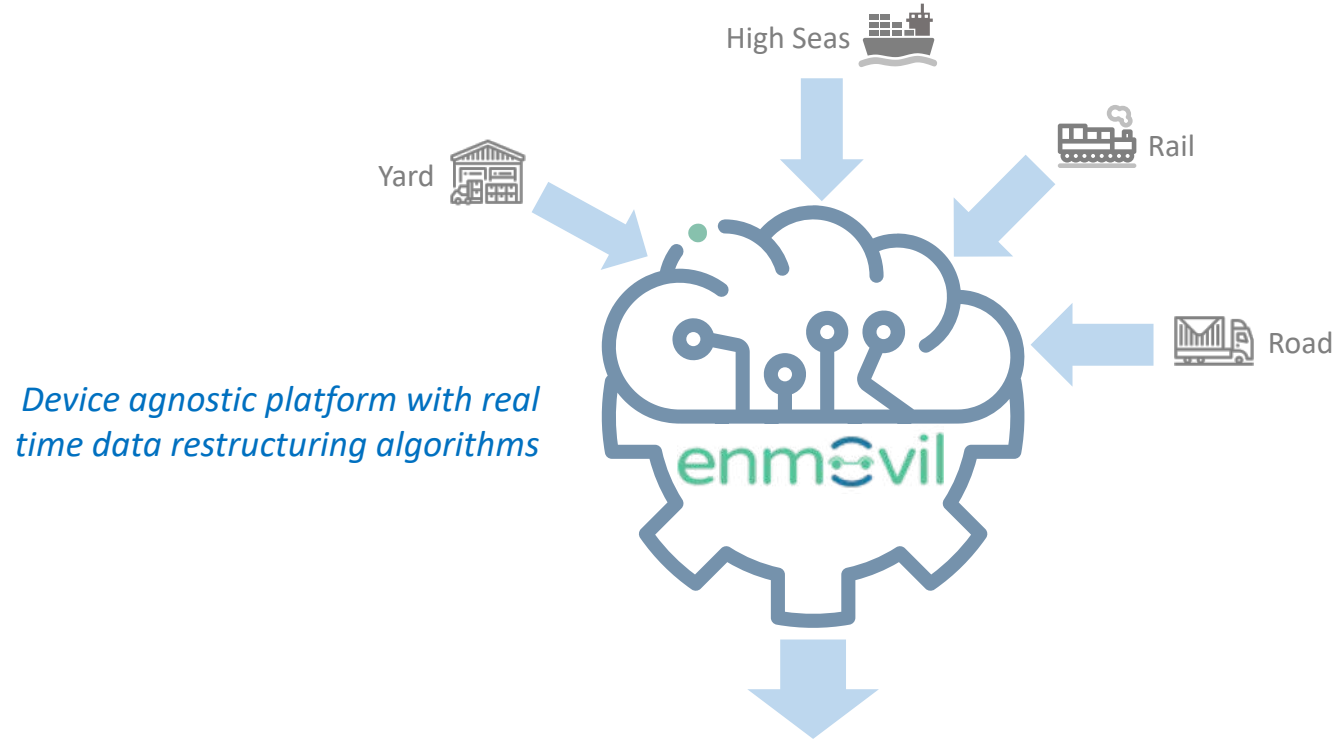 High Seas
Rail
Yard
Road
Device agnostic platform with real
time data restructuring algorithms
enmovil